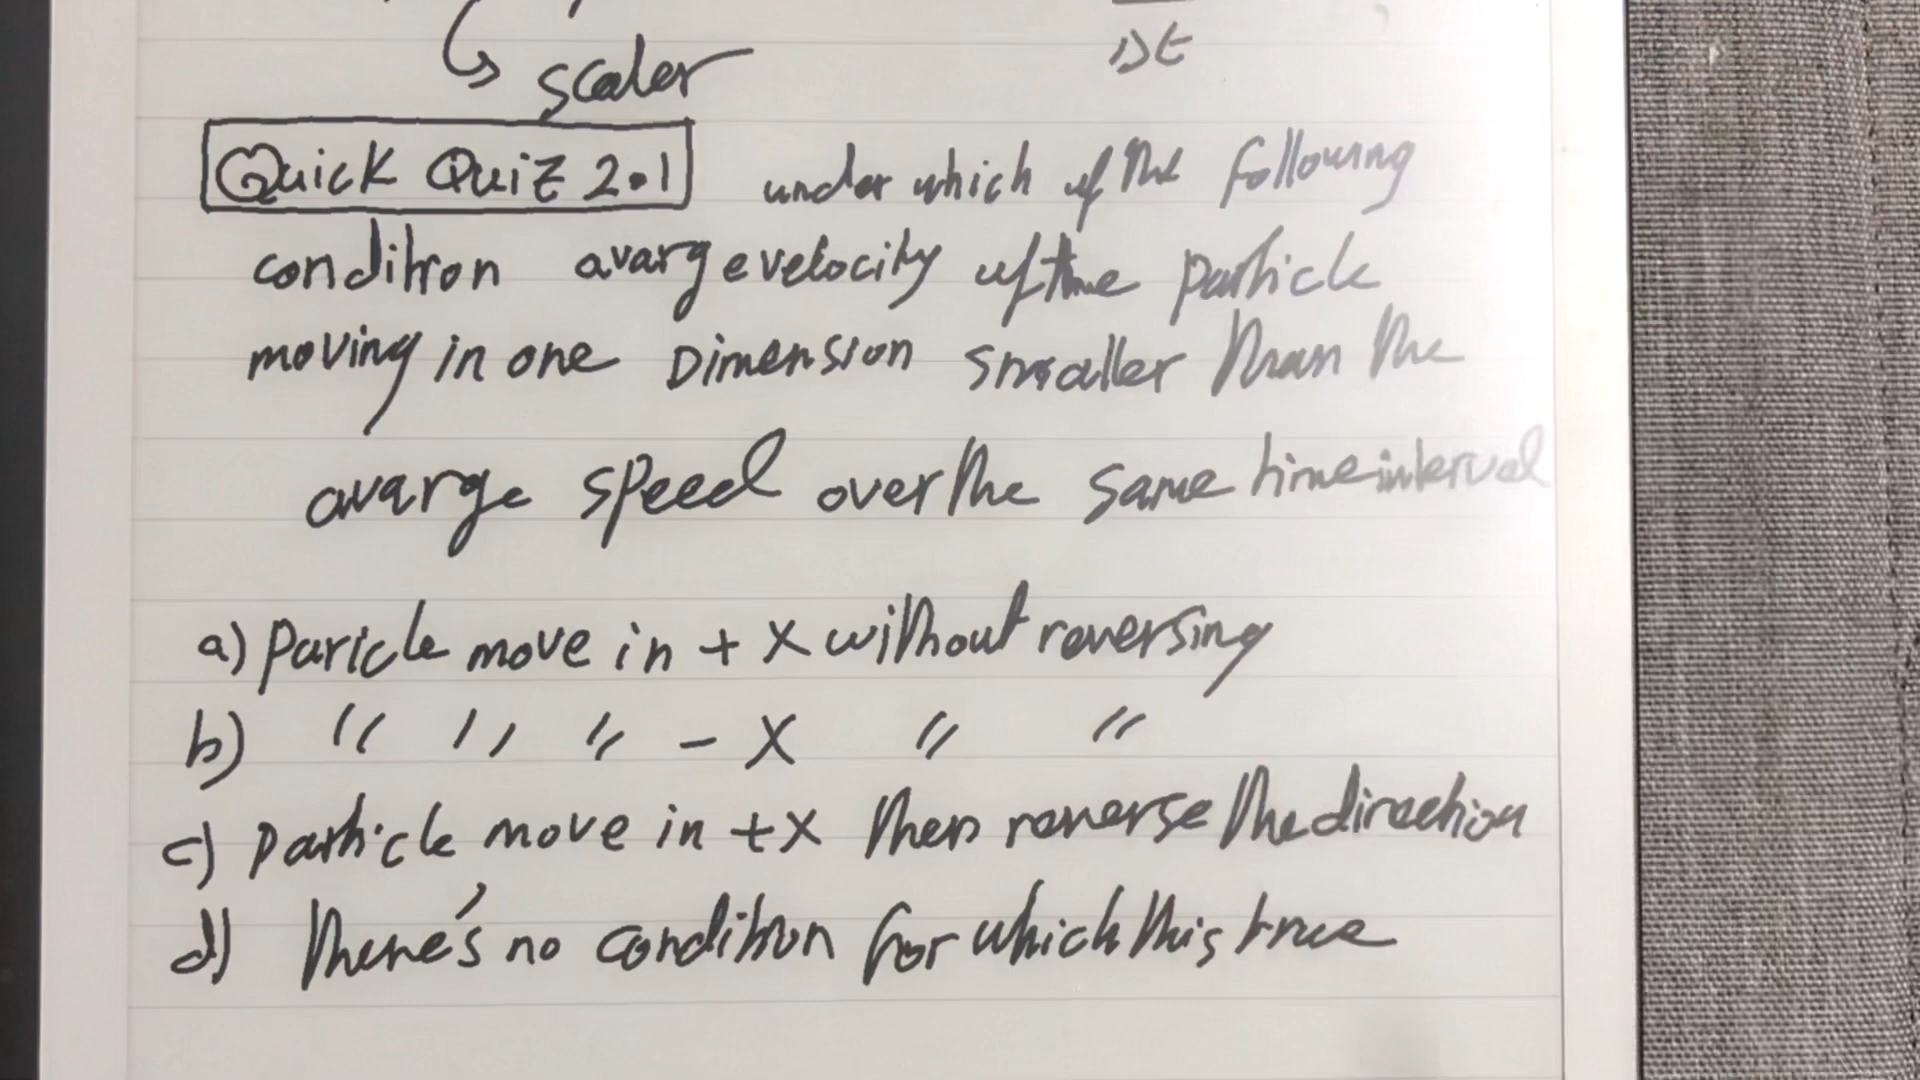 scaler
Δt
Quick Quiz 2.1 under which of the following
condition avarge velocity of the particle
moving in one Dimension smaller than the
avarge speed over the same time interval
a) Paricle move in + X without reversing
b) " " " - X " "
c) particle move in +X then reverse the direction
d) there's no condition for which this true